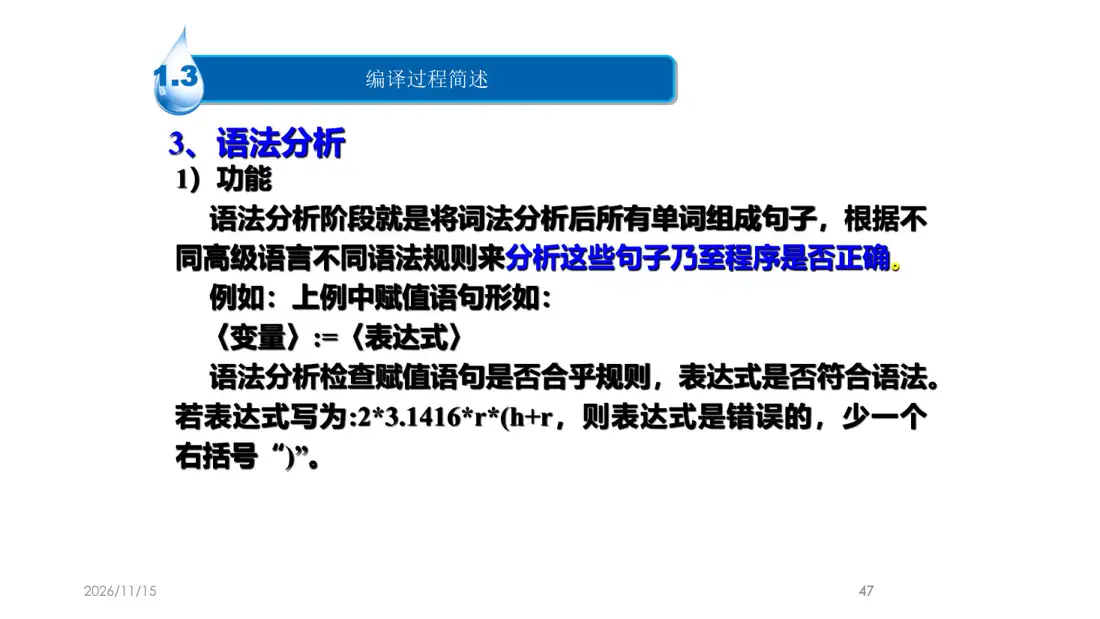 1.3
编译过程简述
3、语法分析
1）功能
语法分析阶段就是将词法分析后所有单词组成句子，根据不
同高级语言不同语法规则来分析这些句子乃至程序是否正确。
例如：上例中赋值语句形如：
〈变量〉:=〈表达式〉
语法分析检查赋值语句是否合乎规则，表达式是否符合语法。
若表达式写为:2*3.1416*r*(h+r，则表达式是错误的，少一个
右括号“)”。
2026/11/15
47